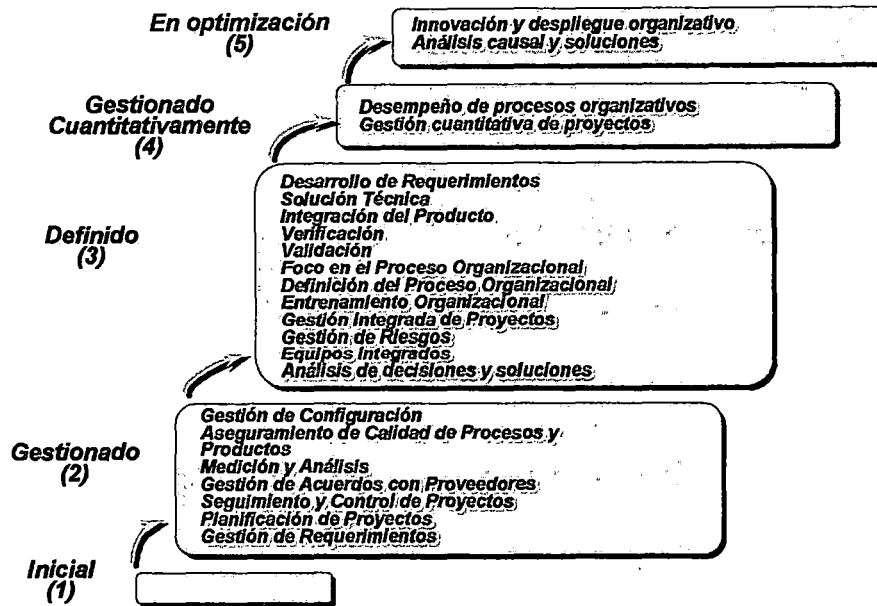 En optimización
(5)
Innovación y despliegue organizativo
Análisis causal y soluciones
Gestionado
Cuantitativamente
(4)
Desempeño de procesos organizativos
Gestión cuantitativa de proyectos
Definido
(3)
Desarrollo de Requerimientos
Solución Técnica
Integración del Producto
Verificación
Validación
Foco en el Proceso Organizacional
Definición del Proceso Organizacional
Entrenamiento Organizacional
Gestión Integrada de Proyectos
Gestión de Riesgos
Equipos Integrados
Análisis de decisiones y soluciones
Gestionado
(2)
Gestión de Configuración
Aseguramiento de Calidad de Procesos y
Productos
Medición y Análisis
Gestión de Acuerdos con Proveedores
Seguimiento y Control de Proyectos
Planificación de Proyectos
Gestión de Requerimientos
Inicial
(1)